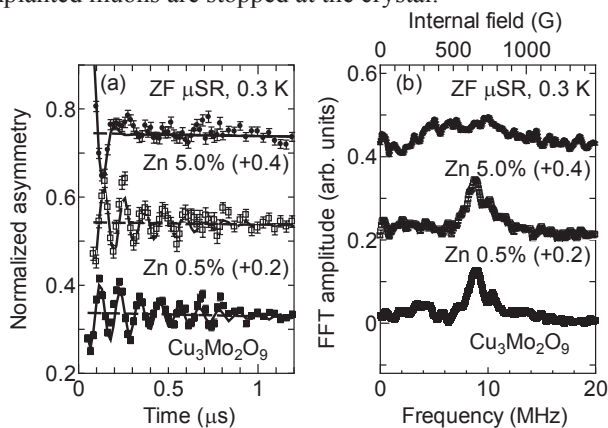 implanted muons are stopped at the crystal.
Internal field (G)
0 500 1000
(a) ZF μSR, 0.3 K
Zn 5.0% (+0.4)
Zn 0.5% (+0.2)
Cu3Mo2O9
Normalized asymmetry
0.8
0.6
0.4
0.2
0 0.5 1
Time (μs)
(b) ZF μSR, 0.3 K
Zn 5.0% (+0.4)
Zn 0.5% (+0.2)
Cu3Mo2O9
FFT amplitude (arb. units)
0.6
0.4
0.2
0
0 10 20
Frequency (MHz)